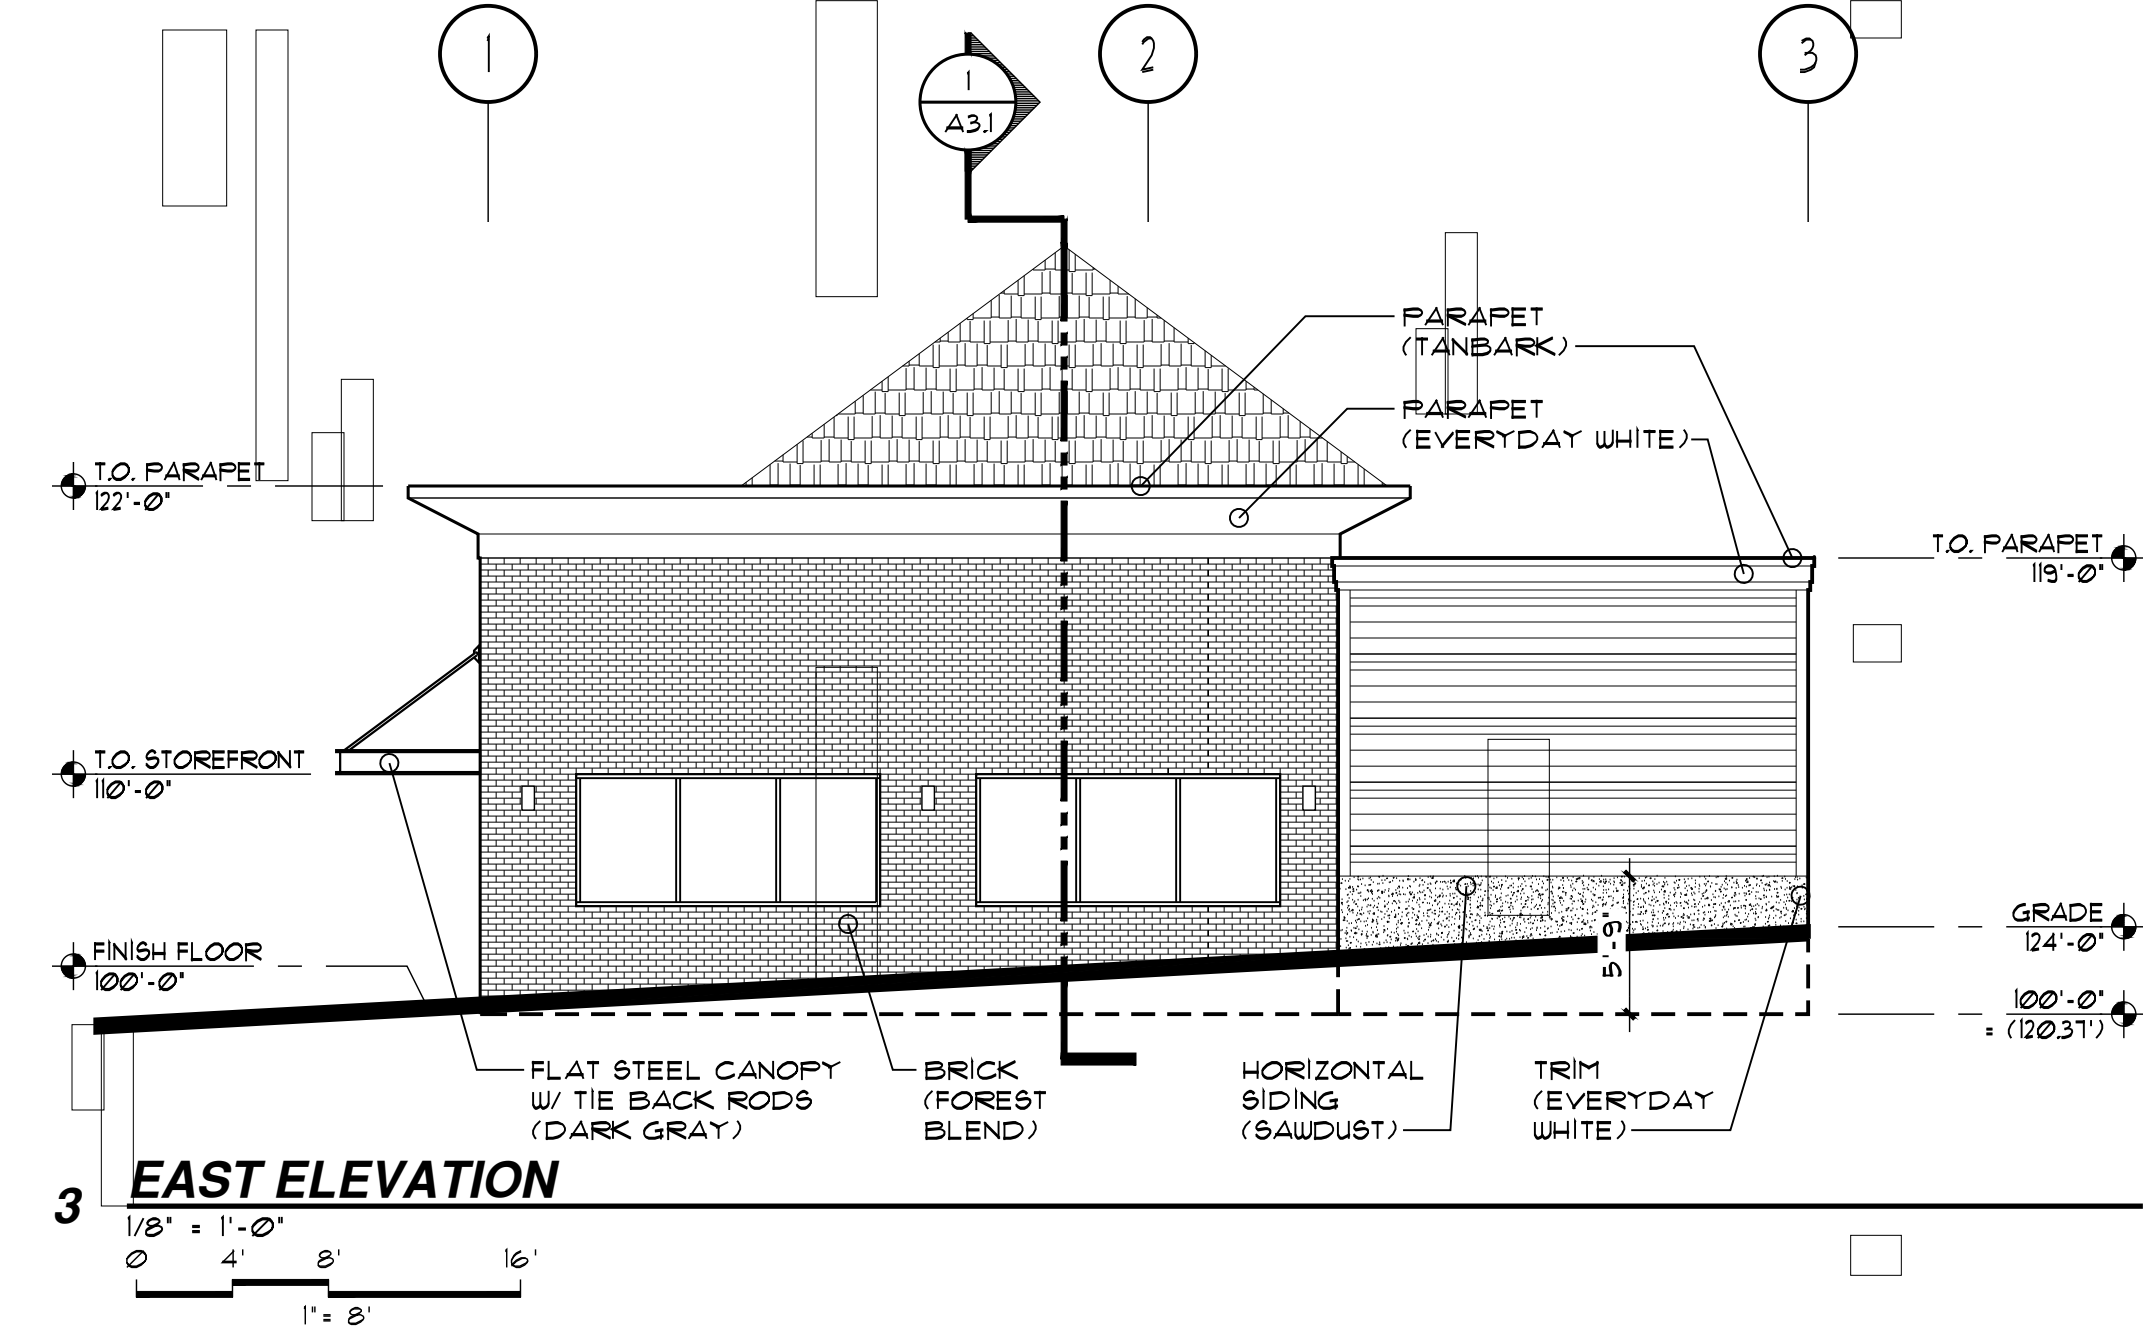 1
2
3
1
A3.1
PARAPET
(TANBARK)
PARAPET
(EVERYDAY WHITE)
T.O. PARAPET
122'-0"
T.O. PARAPET
119'-0"
T.O. STOREFRONT
110'-0"
GRADE
124'-0"
5'-9"
FINISH FLOOR
100'-0"
100'-0"
= (120.37')
FLAT STEEL CANOPY
W/ TIE BACK RODS
(DARK GRAY)
BRICK
(FOREST
BLEND)
HORIZONTAL
SIDING
(SAWDUST)
TRIM
(EVERYDAY
WHITE)
3 EAST ELEVATION
1/8" = 1'-0"
0 4' 8' 16'
1"= 8'